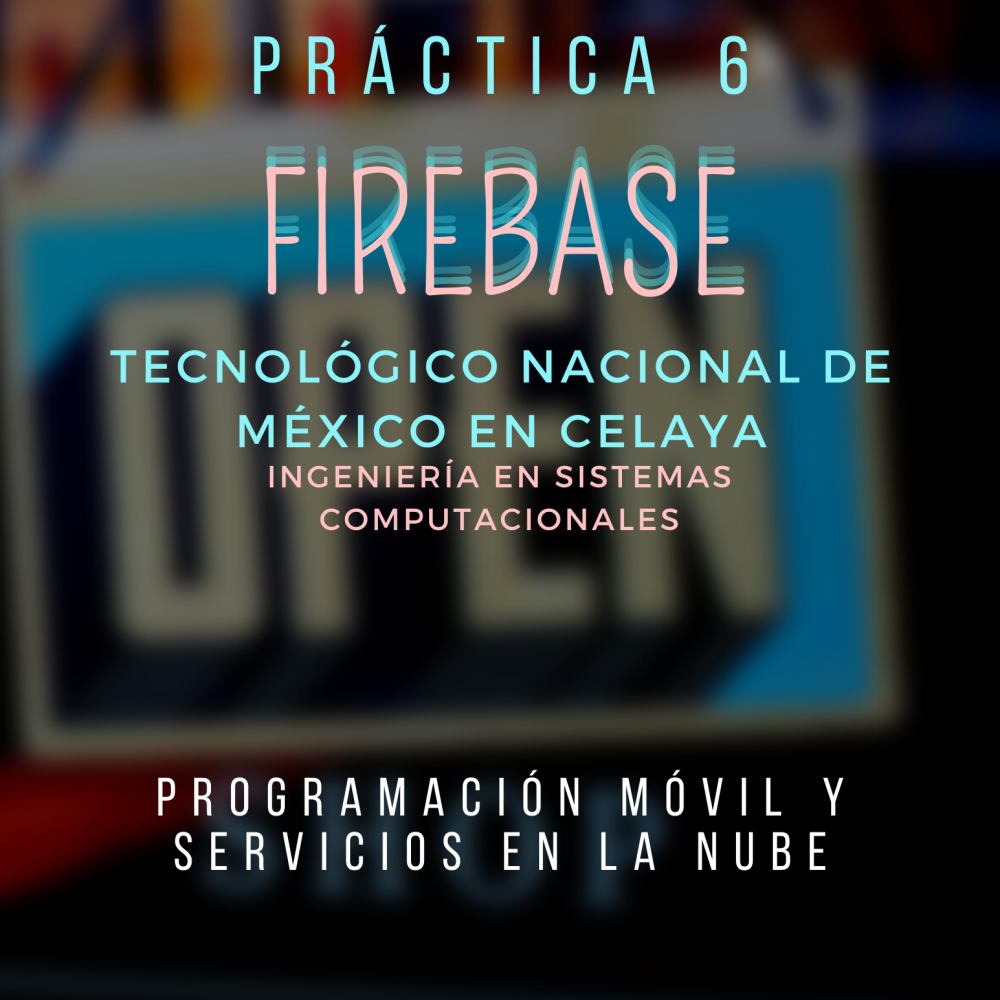 PRÁCTICA 6
FIREBASE
TECNOLÓGICO NACIONAL DE
MÉXICO EN CELAYA
INGENIERÍA EN SISTEMAS
COMPUTACIONALES
OPEN
PROGRAMACIÓN MÓVIL Y
SERVICIOS EN LA NUBE